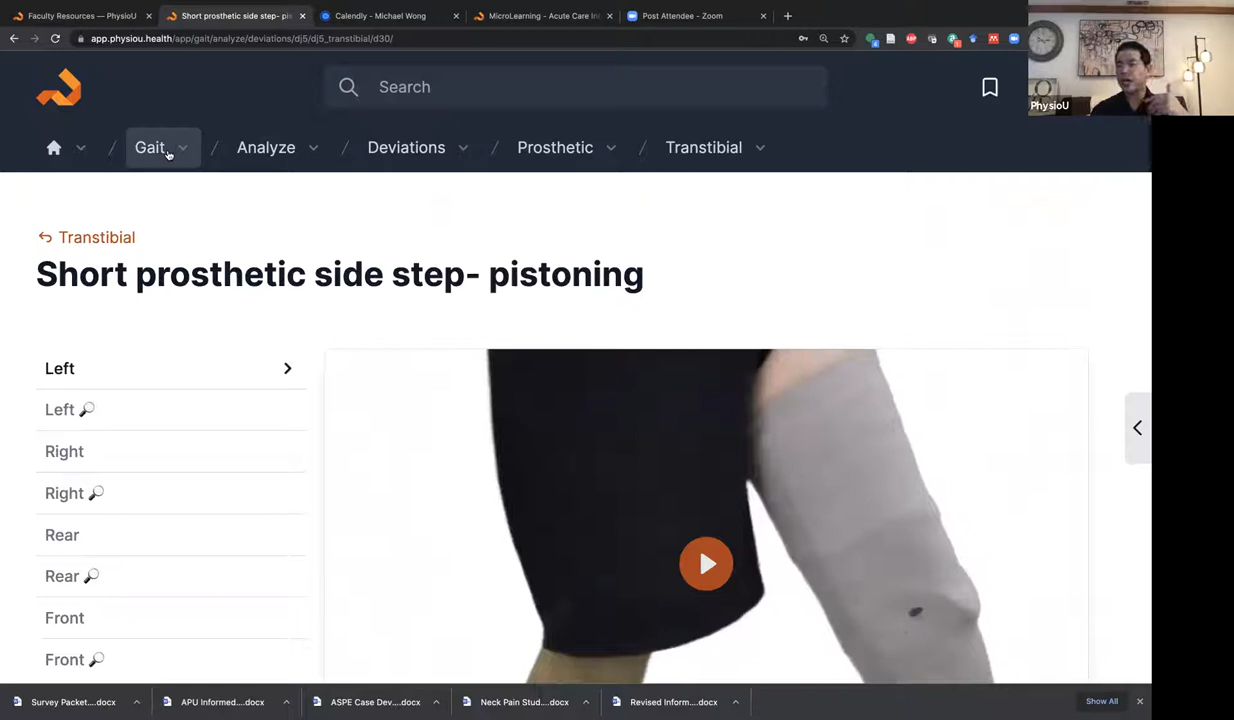 Faculty Resources — PhysioU
Short prosthetic side step- pi
Calendly - Michael Wong
MicroLearning - Acute Care In
Post Attendee - Zoom
app.physiou.health/app/gait/analyze/deviations/dj5/dj5_transtibial/d30/
Search
PhysioU
/ Gait / Analyze / Deviations / Prosthetic / Transtibial
Transtibial
Short prosthetic side step- pistoning
Left
Left
Right
Right
Rear
Rear
Front
Front
Survey Packet....docx
APU Informed....docx
ASPE Case Dev....docx
Neck Pain Stud....docx
Revised Inform....docx
Show All